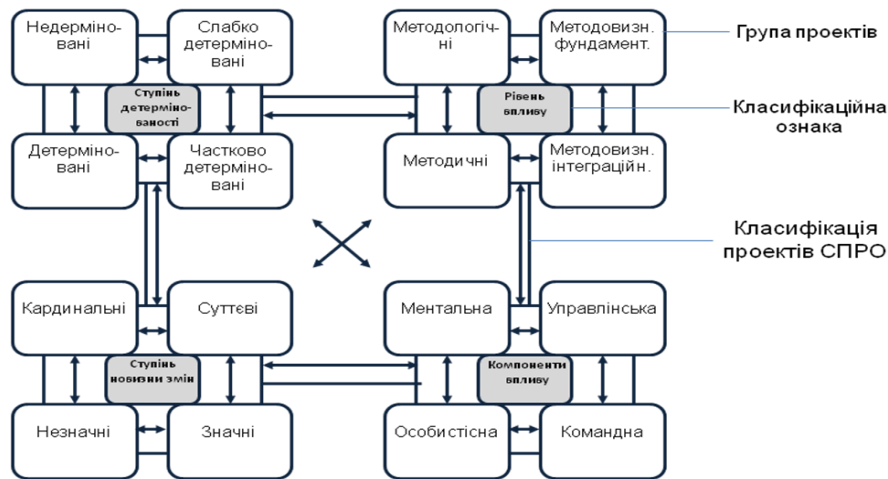 Недерміно-
вані
Слабко
детерміно-
вані
Ступінь
детерміно-
ваності
Детерміно-
вані
Частково
детерміно-
вані
Методологіч-
ні
Методовизн.
фундамент.
Рівень
впливу
Методичні
Методовизн.
інтеграційн.
Група проектів
Класифікаційна
ознака
Класифікація
проектів СПРО
Кардинальні
Суттєві
Ступінь
новизни змін
Незначні
Значні
Ментальна
Управлінська
Компоненти
впливу
Особистісна
Командна